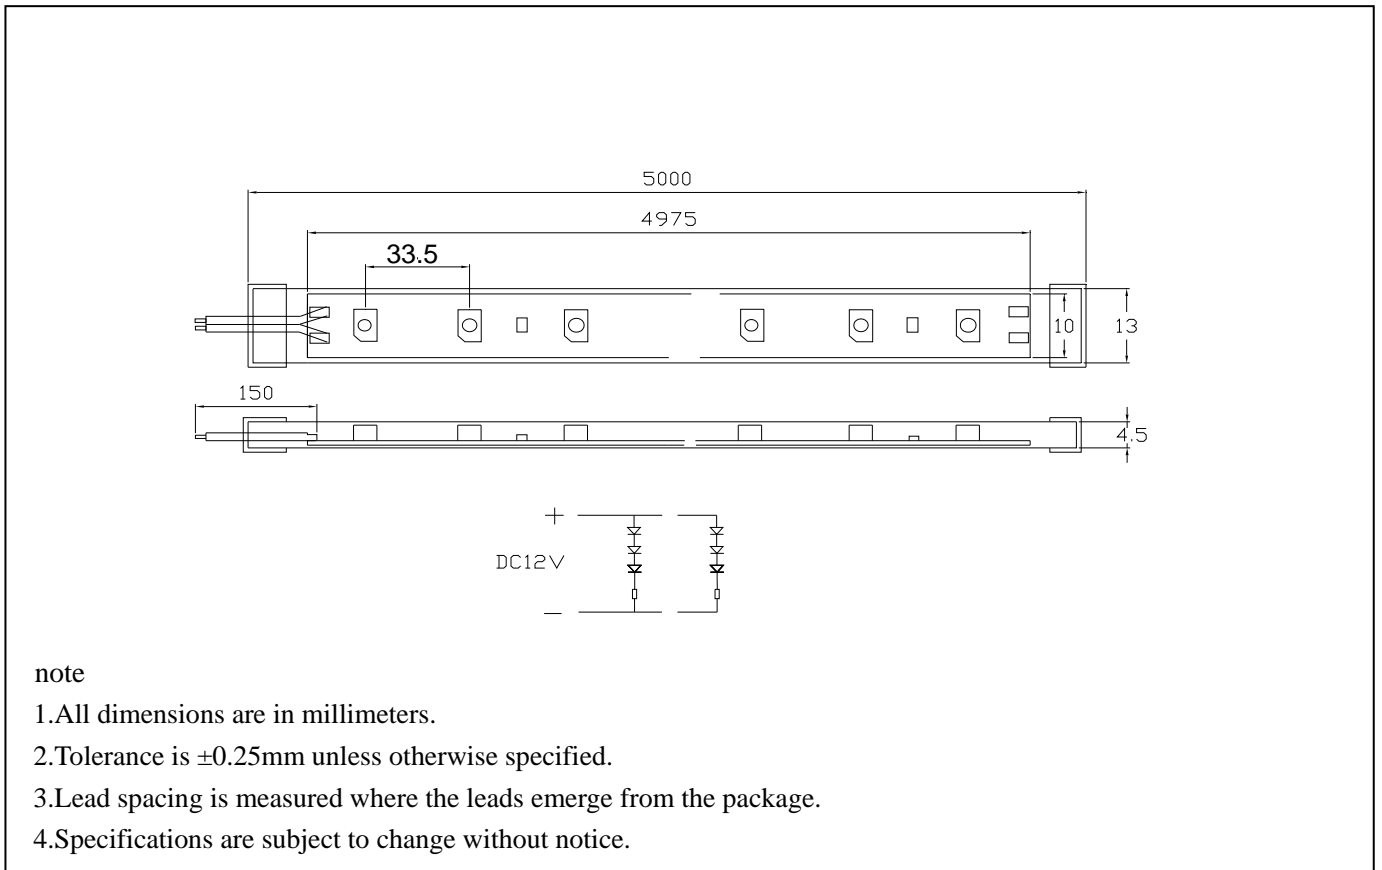 5000
4975
33.5
10
13
150
4.5
+
DC12V
—
note
1.All dimensions are in millimeters.
2.Tolerance is ±0.25mm unless otherwise specified.
3.Lead spacing is measured where the leads emerge from the package.
4.Specifications are subject to change without notice.